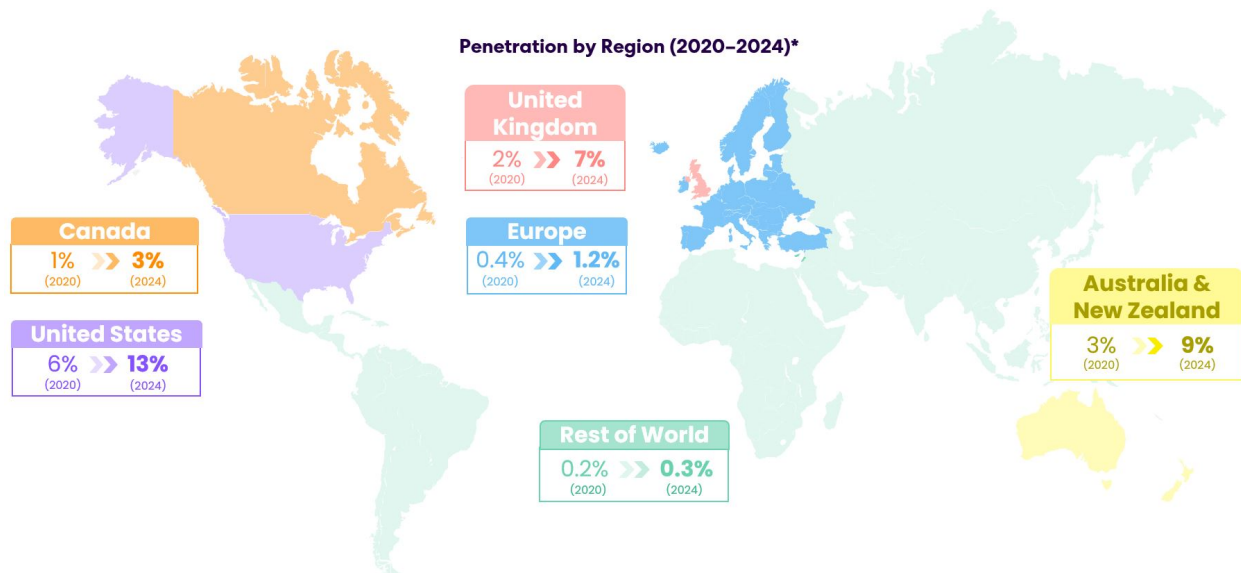 Penetration by Region (2020–2024)*
United
Kingdom
2% 7%
(2020) (2024)
Canada
1% 3%
(2020) (2024)
Europe
0.4% 1.2%
(2020) (2024)
Australia &
New Zealand
3% 9%
(2020) (2024)
United States
6% 13%
(2020) (2024)
Rest of World
0.2% 0.3%
(2020) (2024)